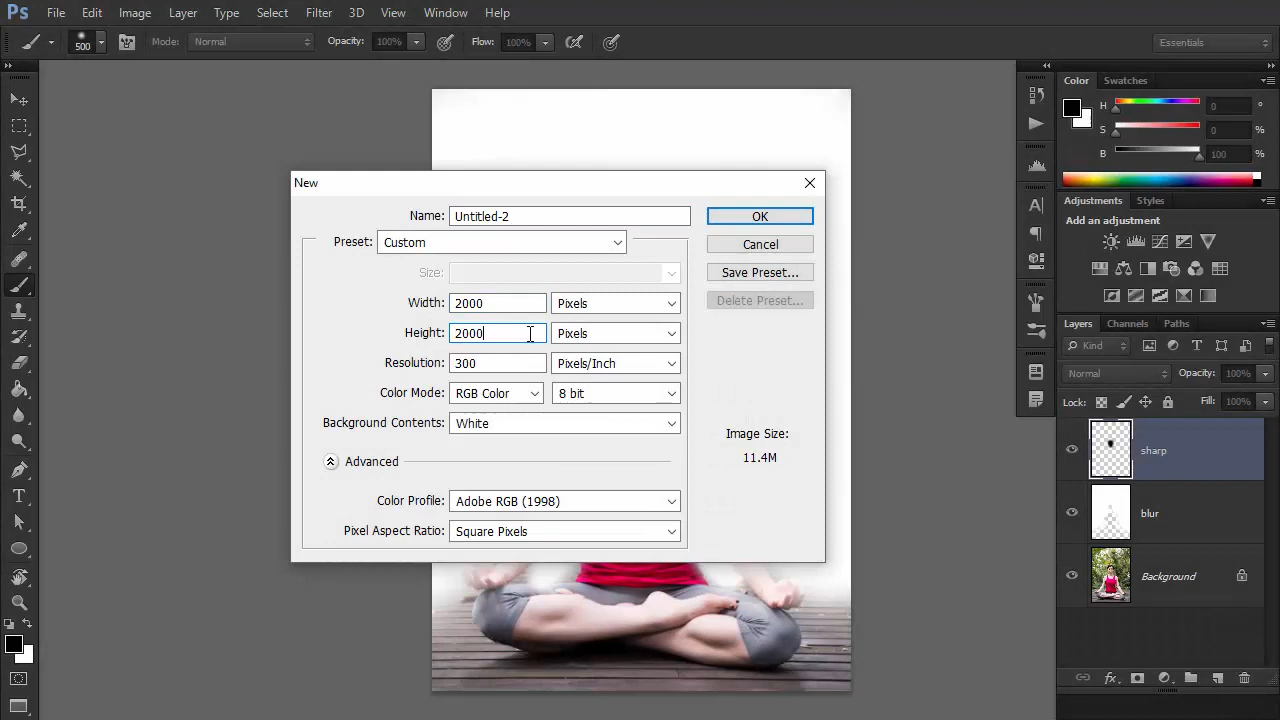 Ps File Edit Image Layer Type Select Filter 3D View Window Help
500 Mode: Normal Opacity: 100% Flow: 100% Essentials
Color Swatches
H 0 °
S 0 %
B 100 %
Adjustments Styles
Add an adjustment
Layers Channels Paths
Kind
Normal Opacity: 100%
Lock: Fill: 100%
sharp
blur
Background
New
Name: Untitled-2 OK
Preset: Custom Cancel
Size: Save Preset...
Width: 2000 Pixels Delete Preset...
Height: 2000 Pixels
Resolution: 300 Pixels/Inch
Color Mode: RGB Color 8 bit
Background Contents: White
Image Size:
11.4M
Advanced
Color Profile: Adobe RGB (1998)
Pixel Aspect Ratio: Square Pixels